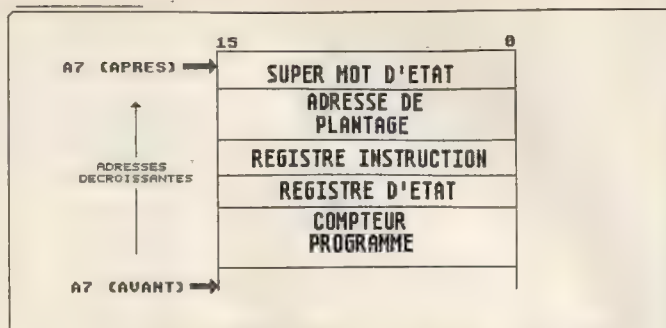 15 0
A7 (APRES)
SUPER MOT D'ETAT
ADRESSE DE
PLANTAGE
ADRESSES
DECROISSANTES
REGISTRE INSTRUCTION
REGISTRE D'ETAT
COMPTEUR
PROGRAMME
A7 (AVANT)